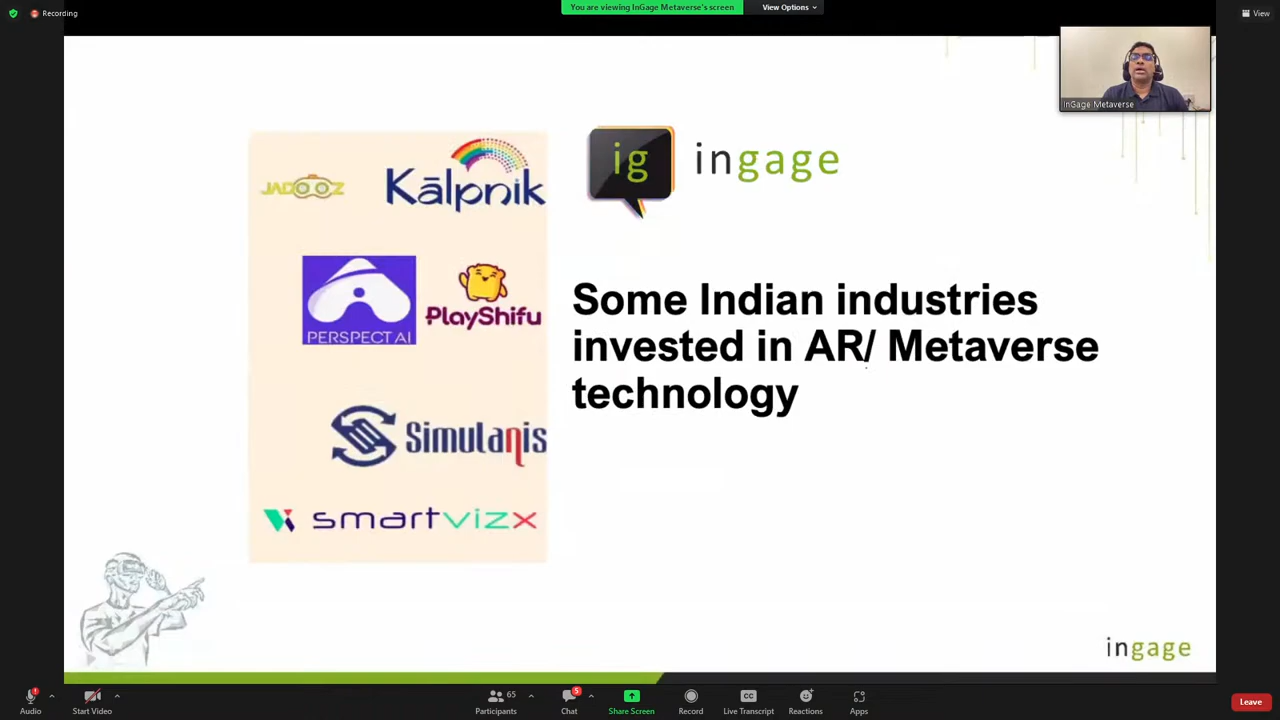 Recording
You are viewing InGage Metaverse's screen
View Options
View
InGage Metaverse
JADOOZ
Kālpnik
ig
ingage
PERSPECT AI
PlayShifu
Some Indian industries
invested in AR/ Metaverse
technology
Simulanis
smartvizx
ingage
Audio
Start Video
65
Participants
5
Chat
Share Screen
Record
CC
Live Transcript
Reactions
Apps
Leave